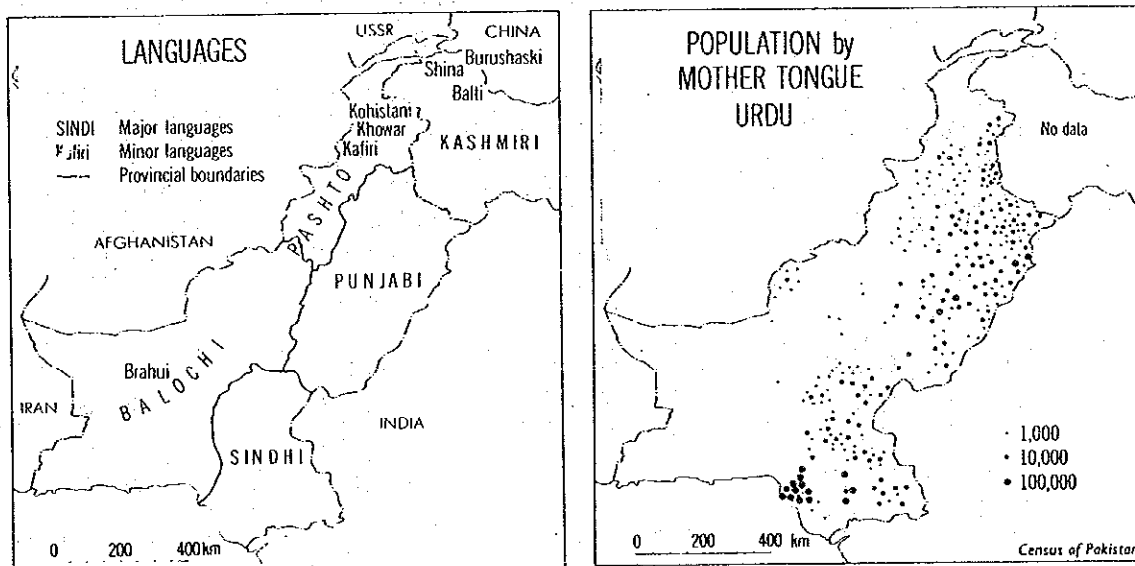 LANGUAGES
SINDI Major languages
Minor languages
Provincial boundaries
USSR
CHINA
Burushaski
Shina
Balti
Kohistani
Khowar
Kafiri
KASHMIRI
PASHTO
AFGHANISTAN
PUNJABI
Brahui
BALOCHI
IRAN
INDIA
SINDHI
0 200 400 km
POPULATION by
MOTHER TONGUE
URDU
No data
1,000
10,000
100,000
0 200 400 km
Census of Pakistan